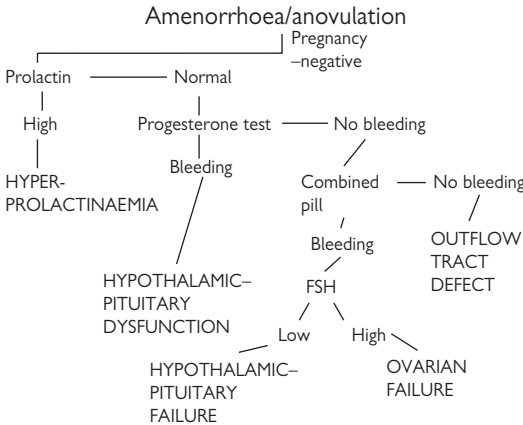 Amenorrhoea/anovulation
Pregnancy
–negative
Prolactin
Normal
High
Progesterone test
No bleeding
Bleeding
HYPER-
PROLACTINAEMIA
Combined
pill
No bleeding
Bleeding
OUTFLOW
TRACT
DEFECT
HYPOTHALAMIC–
PITUITARY
DYSFUNCTION
FSH
Low
High
HYPOTHALAMIC–
PITUITARY
FAILURE
OVARIAN
FAILURE